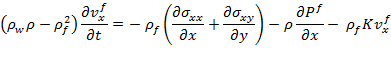 (ρ_w ρ − ρ_f^2) ∂v_x^f/∂t = − ρ_f (∂σ_xx/∂x + ∂σ_xy/∂y) − ρ ∂P^f/∂x − ρ_f K v_x^f